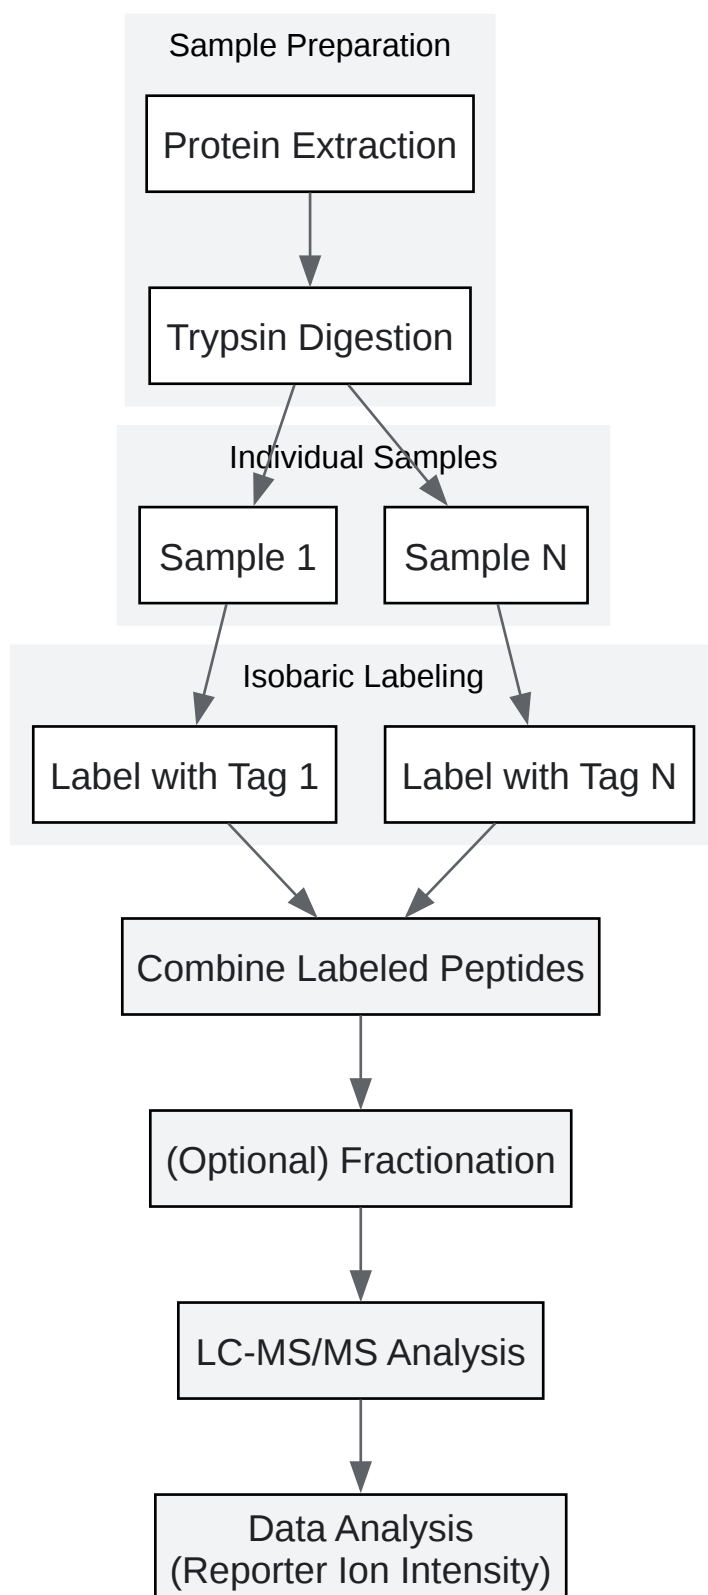 Sample Preparation
Protein Extraction
Trypsin Digestion
Individual Samples
Sample 1
Sample N
Isobaric Labeling
Label with Tag 1
Label with Tag N
Combine Labeled Peptides
(Optional) Fractionation
LC-MS/MS Analysis
Data Analysis
(Reporter Ion Intensity)